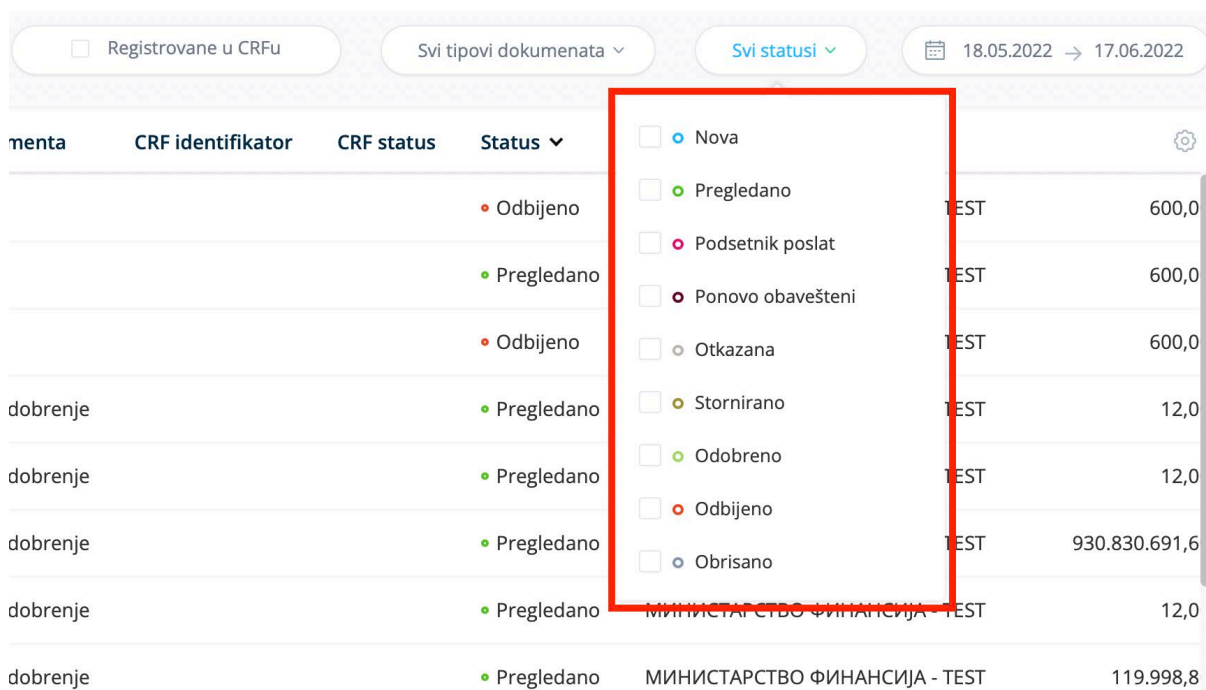 Registrovane u CRFu Svi tipovi dokumenata Svi statusi 18.05.2022 → 17.06.2022
menta CRF identifikator CRF status Status
Nova
Pregledano
Podsetnik poslat
Ponovo obavešteni
Otkazana
Stornirano
Odobreno
Odbijeno
Obrisano
Odbijeno TEST 600,0
Pregledano TEST 600,0
Odbijeno TEST 600,0
dobrenje Pregledano TEST 12,0
dobrenje Pregledano TEST 12,0
dobrenje Pregledano TEST 930.830.691,6
dobrenje Pregledano МИНИСТАРСТВО ФИНАНСИЈА - TEST 12,0
dobrenje Pregledano МИНИСТАРСТВО ФИНАНСИЈА - TEST 119.998,8